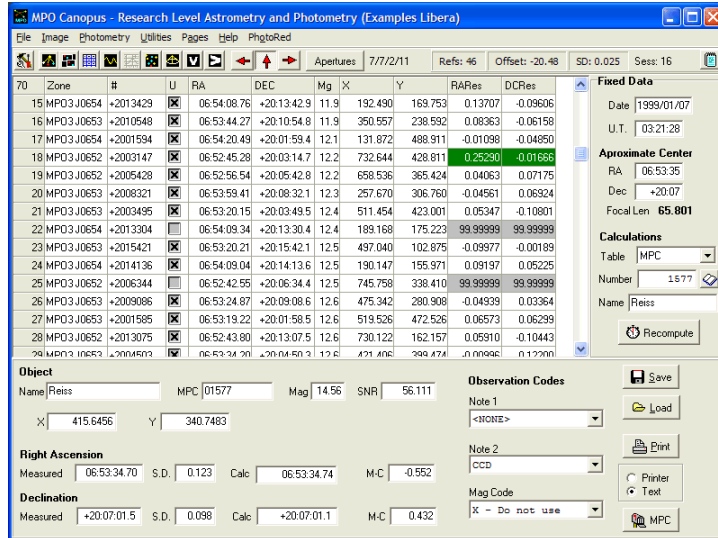 MPO Canopus - Research Level Astrometry and Photometry (Examples Libera)
File Image Photometry Utilities Pages Help PhotoRed
Apertures 7/7/2/11 Refs: 46 Offset: -20.48 SD: 0.025 Sess: 16
70 Zone # U RA DEC Mg X Y RARes DCRes
15 MPO3 J0654 +2013429 06:54:08.76 +20:13:42.9 11.9 192.490 169.753 0.13707 -0.09606
16 MPO3 J0653 +2010548 06:53:44.27 +20:10:54.8 11.9 350.557 238.592 0.08363 -0.06158
17 MPO3 J0654 +2001594 06:54:20.49 +20:01:59.4 12.1 131.872 488.911 -0.01098 -0.04850
18 MPO3 J0652 +2003147 06:52:45.28 +20:03:14.7 12.2 732.644 428.811 0.25290 -0.01666
19 MPO3 J0652 +2005428 06:52:56.54 +20:05:42.8 12.2 658.536 365.424 0.04063 0.07175
20 MPO3 J0653 +2008321 06:53:59.41 +20:08:32.1 12.3 257.670 306.760 -0.04561 0.06924
21 MPO3 J0653 +2003495 06:53:20.15 +20:03:49.5 12.4 511.454 423.001 0.05347 -0.10801
22 MPO3 J0654 +2013304 06:54:09.34 +20:13:30.4 12.4 189.168 175.223 99.99999 99.99999
23 MPO3 J0653 +2015421 06:53:20.21 +20:15:42.1 12.5 497.040 102.875 -0.09977 -0.00189
24 MPO3 J0654 +2014136 06:54:09.04 +20:14:13.6 12.5 190.147 155.971 0.09197 0.05225
25 MPO3 J0652 +2006344 06:52:42.55 +20:06:34.4 12.5 745.758 338.410 99.99999 99.99999
26 MPO3 J0653 +2009086 06:53:24.87 +20:09:08.6 12.6 475.342 280.908 -0.04939 0.03364
27 MPO3 J0653 +2001585 06:53:19.22 +20:01:58.5 12.6 519.526 472.526 0.06573 0.06299
28 MPO3 J0652 +2013075 06:52:43.80 +20:13:07.5 12.6 730.122 162.157 0.05910 -0.10443
29 MPO3 J0653 +2004503 06:53:34.20 +20:04:50.3 12.6 421.406 399.474 -0.00996 0.12200
Fixed Data
Date 1999/01/07
U.T. 03:21:28
Aproximate Center
RA 06:53:35
Dec +20:07
Focal Len 65.801
Calculations
Table MPC
Number 1577
Name Reiss
Recompute
Object
Name Reiss MPC 01577 Mag 14.56 SNR 56.111
X 415.6456 Y 340.7483
Right Ascension
Measured 06:53:34.70 S.D. 0.123 Calc 06:53:34.74 M-C -0.552
Declination
Measured +20:07:01.5 S.D. 0.098 Calc +20:07:01.1 M-C 0.432
Observation Codes
Note 1
<NONE>
Note 2
CCD
Mag Code
X - Do not use
Save
Load
Print
Printer
Text
MPC